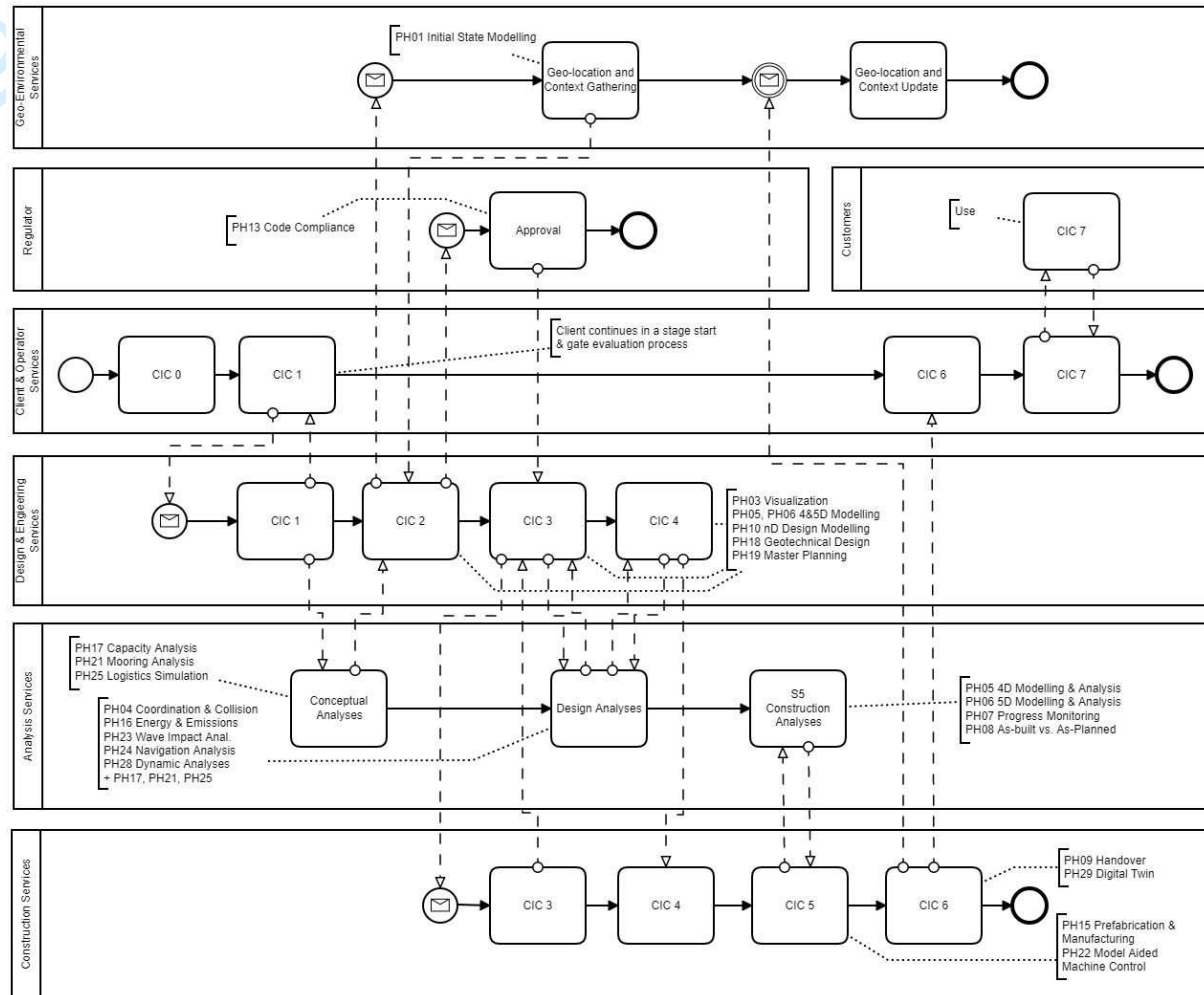 Geo-Environmental
Services
PH01 Initial State Modelling
Geo-location and
Context Gathering
Geo-location and
Context Update
Regulator
PH13 Code Compliance
Approval
Customers
Use
CIC 7
Client & Operator
Services
CIC 0
CIC 1
Client continues in a stage start
& gate evaluation process
CIC 6
CIC 7
Design & Engieering
Services
CIC 1
CIC 2
CIC 3
CIC 4
PH03 Visualization
PH05, PH06 4&5D Modelling
PH10 nD Design Modelling
PH18 Geotechnical Design
PH19 Master Planning
Analysis Services
PH17 Capacity Analysis
PH21 Mooring Analysis
PH25 Logistics Simulation
PH04 Coordination & Collision
PH16 Energy & Emissions
PH23 Wave Impact Anal.
PH24 Navigation Analysis
PH28 Dynamic Analyses
+ PH17, PH21, PH25
Conceptual
Analyses
Design Analyses
S5
Construction
Analyses
PH05 4D Modelling & Analysis
PH06 5D Modelling & Analysis
PH07 Progress Monitoring
PH08 As-built vs. As-Planned
Construction Services
CIC 3
CIC 4
CIC 5
CIC 6
PH09 Handover
PH29 Digital Twin
PH15 Prefabrication &
Manufacturing
PH22 Model Aided
Machine Control